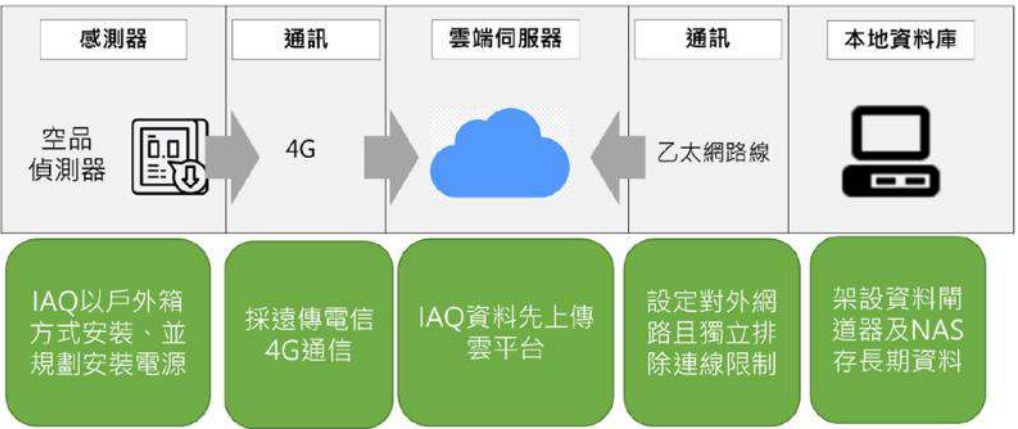 感測器
通訊
雲端伺服器
通訊
本地資料庫
空品
偵測器
4G
乙太網路線
IAQ以戶外箱
方式安裝、並
規劃安裝電源
採遠傳電信
4G通信
IAQ資料先上傳
雲平台
設定對外網
路且獨立排
除連線限制
架設資料閘
道器及NAS
存長期資料